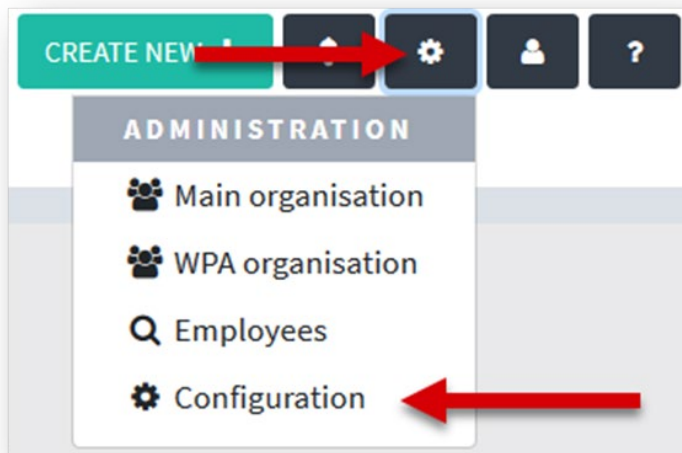 CREATE NEW
?
ADMINISTRATION
Main organisation
WPA organisation
Employees
Configuration